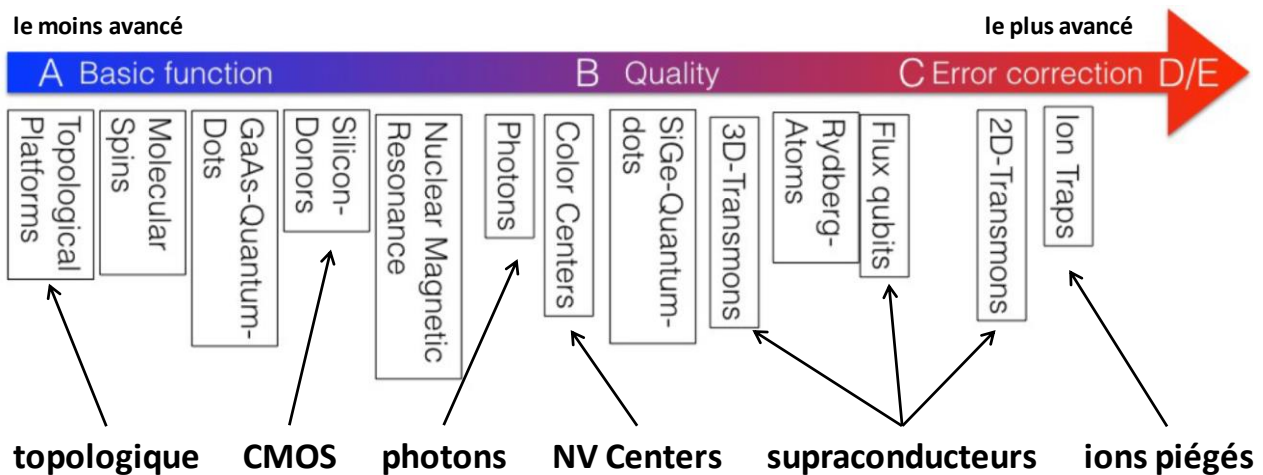 le moins avancé
le plus avancé
A Basic function B Quality C Error correction D/E
Topological
Platforms
Molecular
Spins
GaAs-Quantum-
Dots
Silicon-
Donors
Nuclear Magnetic
Resonance
Photons
Color Centers
SiGe-Quantum-
dots
3D-Transmons
Rydberg-
Atoms
Flux qubits
2D-Transmons
Ion Traps
topologique CMOS photons NV Centers supraconducteurs ions piégés